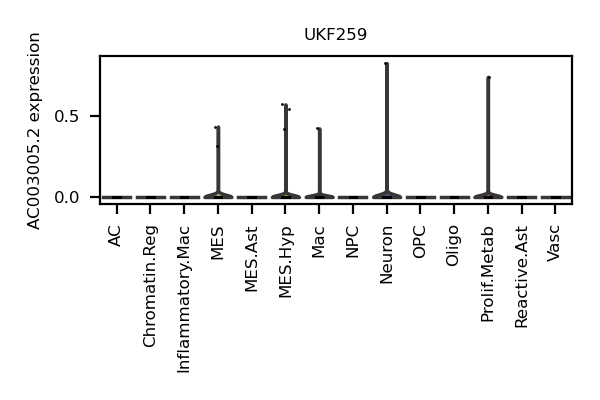 UKF259
AC003005.2 expression
0.5
0.0
AC
Chromatin.Reg
Inflammatory.Mac
MES
MES.Ast
MES.Hyp
Mac
NPC
Neuron
OPC
Oligo
Prolif.Metab
Reactive.Ast
Vasc